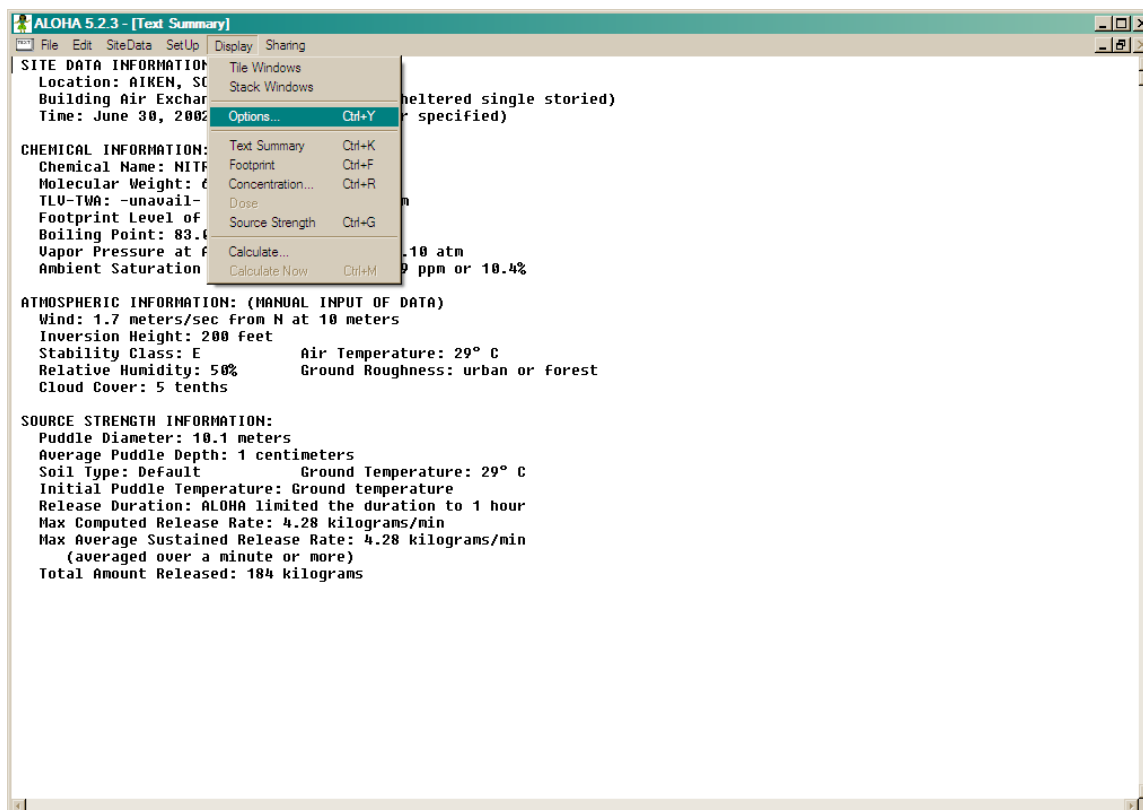 ALOHA 5.2.3 - [Text Summary]
File Edit SiteData SetUp Display Sharing
Tile Windows
Stack Windows
Options... Ctrl+Y
Text Summary Ctrl+K
Footprint Ctrl+F
Concentration... Ctrl+R
Dose
Source Strength Ctrl+G
Calculate...
Calculate Now Ctrl+M
SITE DATA INFORMATION
Location: AIKEN,
Building Air sheltered single storied)
Time: June 30, 2002 specified)
CHEMICAL INFORMATION:
Chemical Name:
Molecular Weight:
TLV-TWA: -unavail-
Footprint Level of
Boiling Point:
Vapor Pressure at .10 atm
Ambient Saturation ppm or 10.4%
ATMOSPHERIC INFORMATION: (MANUAL INPUT OF DATA)
Wind: 1.7 meters/sec from N at 10 meters
Inversion Height: 200 feet
Stability Class: E Air Temperature: 29° C
Relative Humidity: 50% Ground Roughness: urban or forest
Cloud Cover: 5 tenths
SOURCE STRENGTH INFORMATION:
Puddle Diameter: 10.1 meters
Average Puddle Depth: 1 centimeters
Soil Type: Default Ground Temperature: 29° C
Initial Puddle Temperature: Ground temperature
Release Duration: ALOHA limited the duration to 1 hour
Max Computed Release Rate: 4.28 kilograms/min
Max Average Sustained Release Rate: 4.28 kilograms/min
(averaged over a minute or more)
Total Amount Released: 184 kilograms